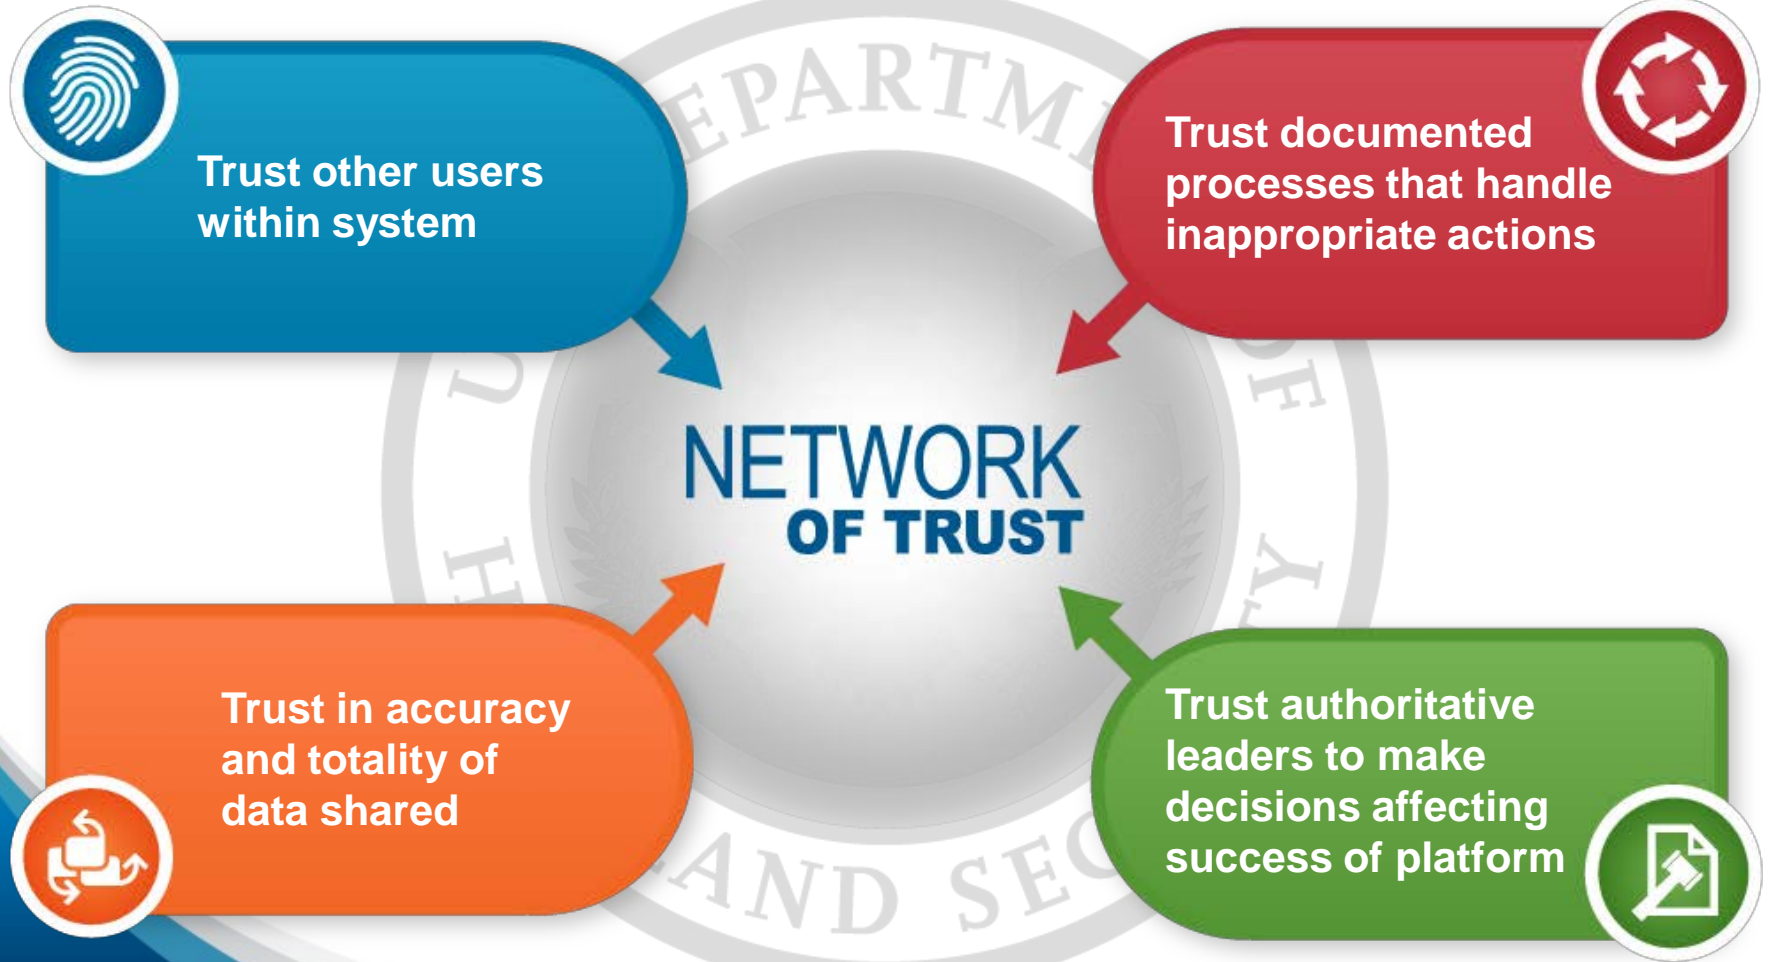 Trust other users
within system
Trust documented
processes that handle
inappropriate actions
NETWORK
OF TRUST
Trust in accuracy
and totality of
data shared
Trust authoritative
leaders to make
decisions affecting
success of platform